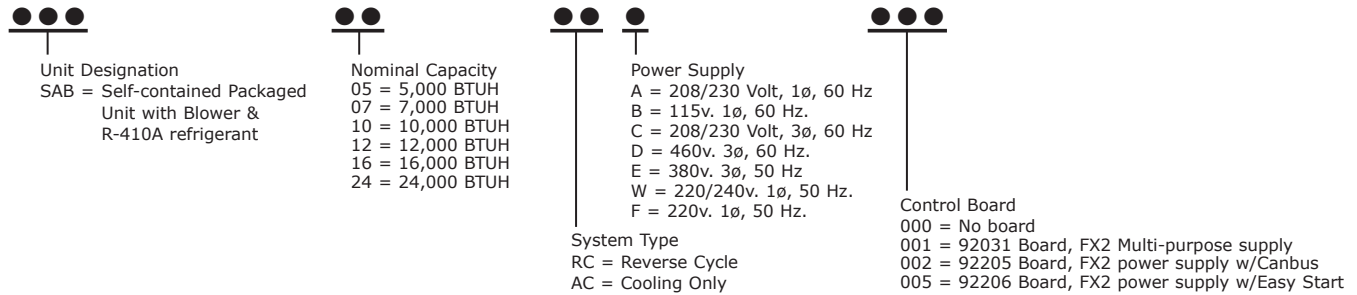 Unit Designation
SAB = Self-contained Packaged
Unit with Blower &
R-410A refrigerant
Nominal Capacity
05 = 5,000 BTUH
07 = 7,000 BTUH
10 = 10,000 BTUH
12 = 12,000 BTUH
16 = 16,000 BTUH
24 = 24,000 BTUH
System Type
RC = Reverse Cycle
AC = Cooling Only
Power Supply
A = 208/230 Volt, 1ø, 60 Hz
B = 115v. 1ø, 60 Hz.
C = 208/230 Volt, 3ø, 60 Hz
D = 460v. 3ø, 60 Hz.
E = 380v. 3ø, 50 Hz
W = 220/240v. 1ø, 50 Hz.
F = 220v. 1ø, 50 Hz.
Control Board
000 = No board
001 = 92031 Board, FX2 Multi-purpose supply
002 = 92205 Board, FX2 power supply w/Canbus
005 = 92206 Board, FX2 power supply w/Easy Start